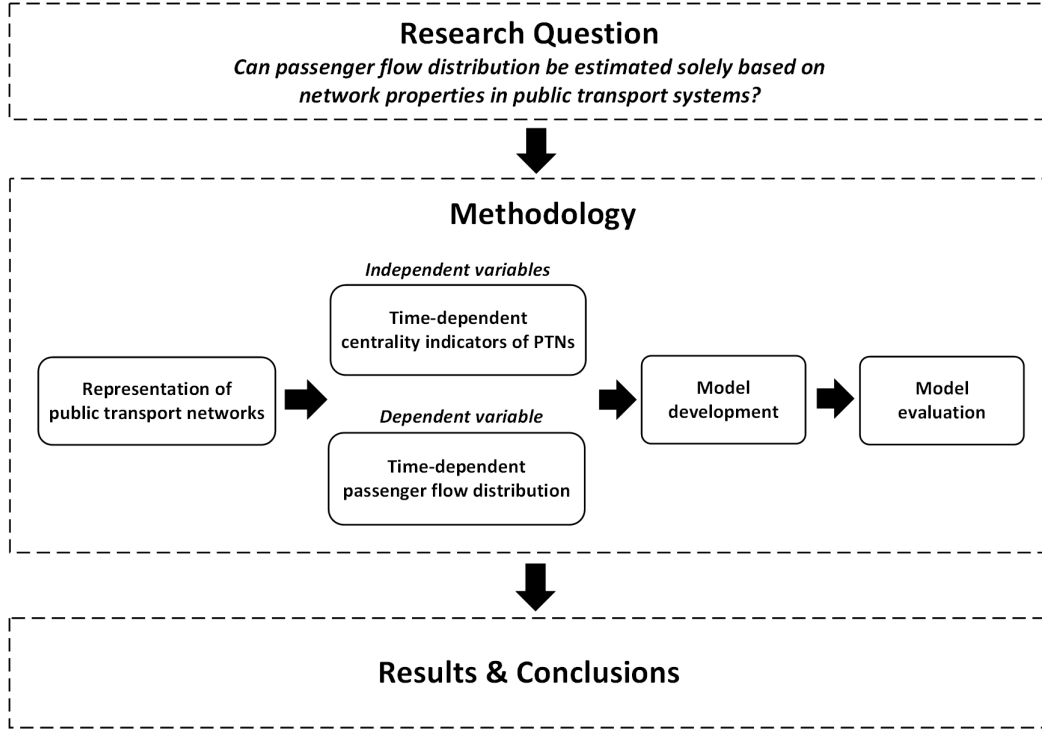 Research Question
Can passenger flow distribution be estimated solely based on
network properties in public transport systems?
Methodology
Independent variables
Time-dependent
centrality indicators of PTNs
Representation of
public transport networks
Dependent variable
Time-dependent
passenger flow distribution
Model
development
Model
evaluation
Results & Conclusions